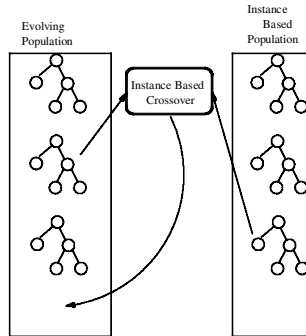 Evolving
Population
Instance
Based
Population
Instance Based
Crossover